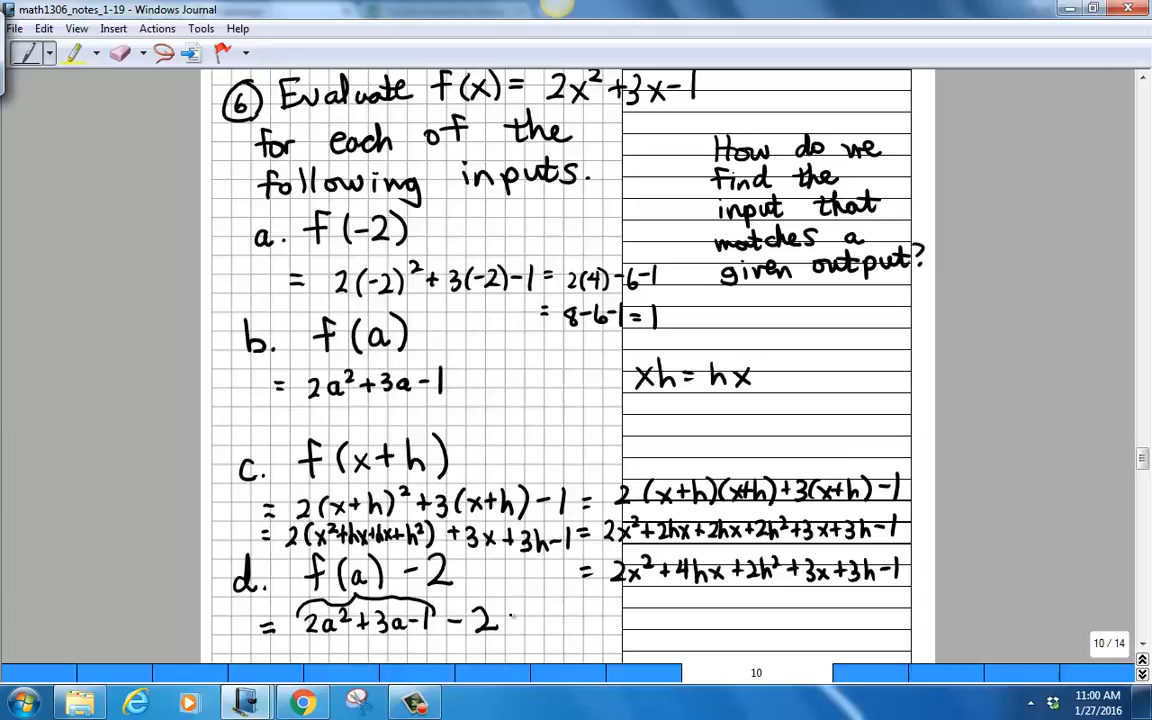 math1306_notes_1-19 - Windows Journal
File Edit View Insert Actions Tools Help
6 Evaluate f(x) = 2x²+3x-1
for each of the
following inputs.
a. f(-2)
= 2(-2)² + 3(-2) - 1 = 2(4) - 6 - 1
= 8 - 6 - 1 = 1
b. f(a)
= 2a² + 3a - 1
c. f(x+h)
= 2(x+h)² + 3(x+h) - 1 = 2(x+h)(x+h) + 3(x+h) - 1
= 2(x²+hx+hx+h²) + 3x + 3h - 1 = 2x² + 2hx + 2hx + 2h² + 3x + 3h - 1
= 2x² + 4hx + 2h² + 3x + 3h - 1
d. f(a) - 2
= 2a² + 3a - 1 - 2
How do we
find the
input that
matches a
given output?
xh = hx
10 / 14
10
11:00 AM
1/27/2016